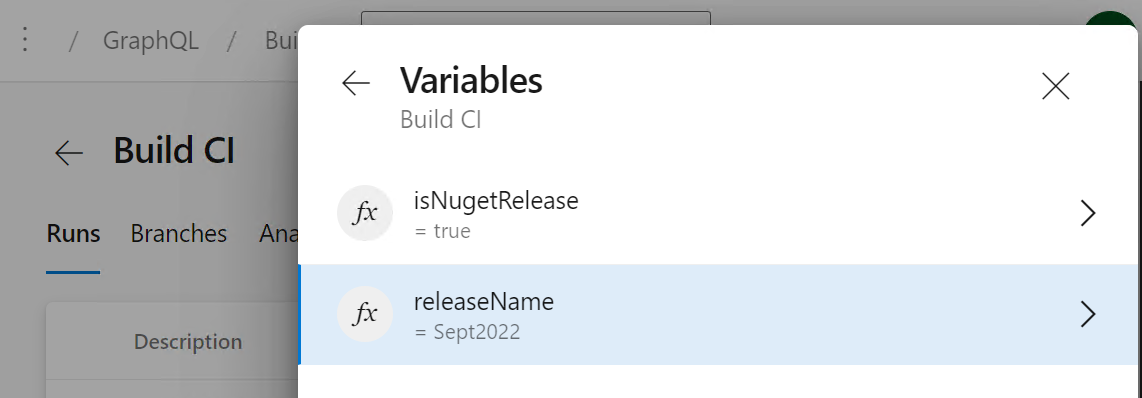 / GraphQL / Bui
Variables
Build CI
Build CI
fx isNugetRelease
= true
Runs Branches Ana
fx releaseName
= Sept2022
Description